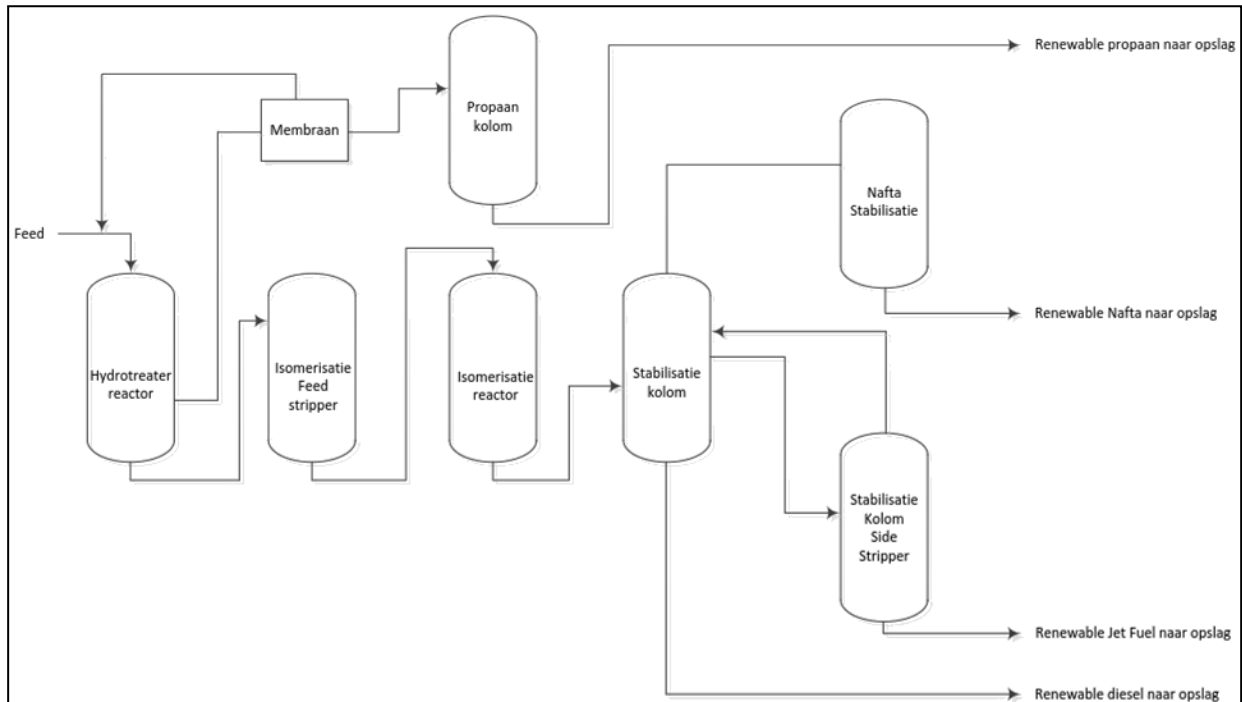 Renewable propaan naar opslag
Propaan
kolom
Membraan
Nafta
Stabilisatie
Feed
Renewable Nafta naar opslag
Hydrotreater
reactor
Isomerisatie
Feed
stripper
Isomerisatie
reactor
Stabilisatie
kolom
Stabilisatie
Kolom
Side
Stripper
Renewable Jet Fuel naar opslag
Renewable diesel naar opslag